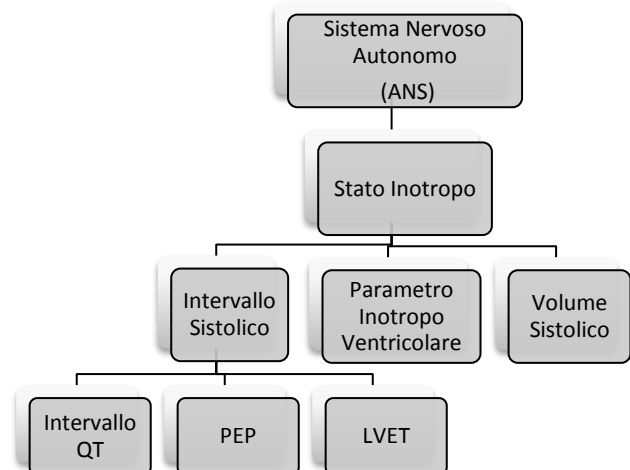 Sistema Nervoso
Autonomo
(ANS)
Stato Inotropo
Intervallo
Sistolico
Parametro
Inotropo
Ventricolare
Volume
Sistolico
Intervallo
QT
PEP
LVET